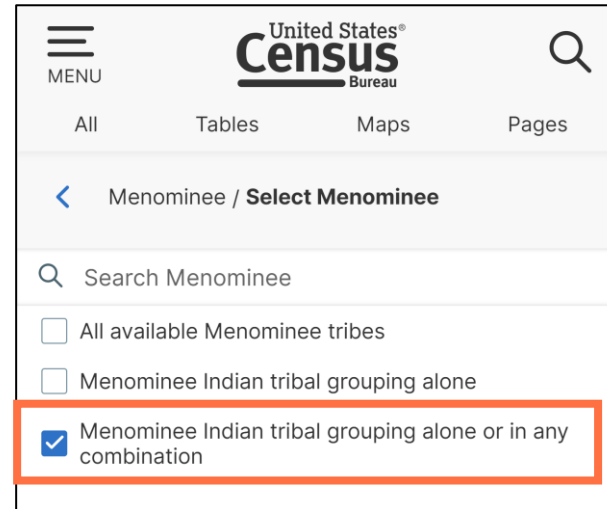 MENU
United States®
Census
Bureau
All Tables Maps Pages
Menominee / Select Menominee
Search Menominee
All available Menominee tribes
Menominee Indian tribal grouping alone
Menominee Indian tribal grouping alone or in any
combination